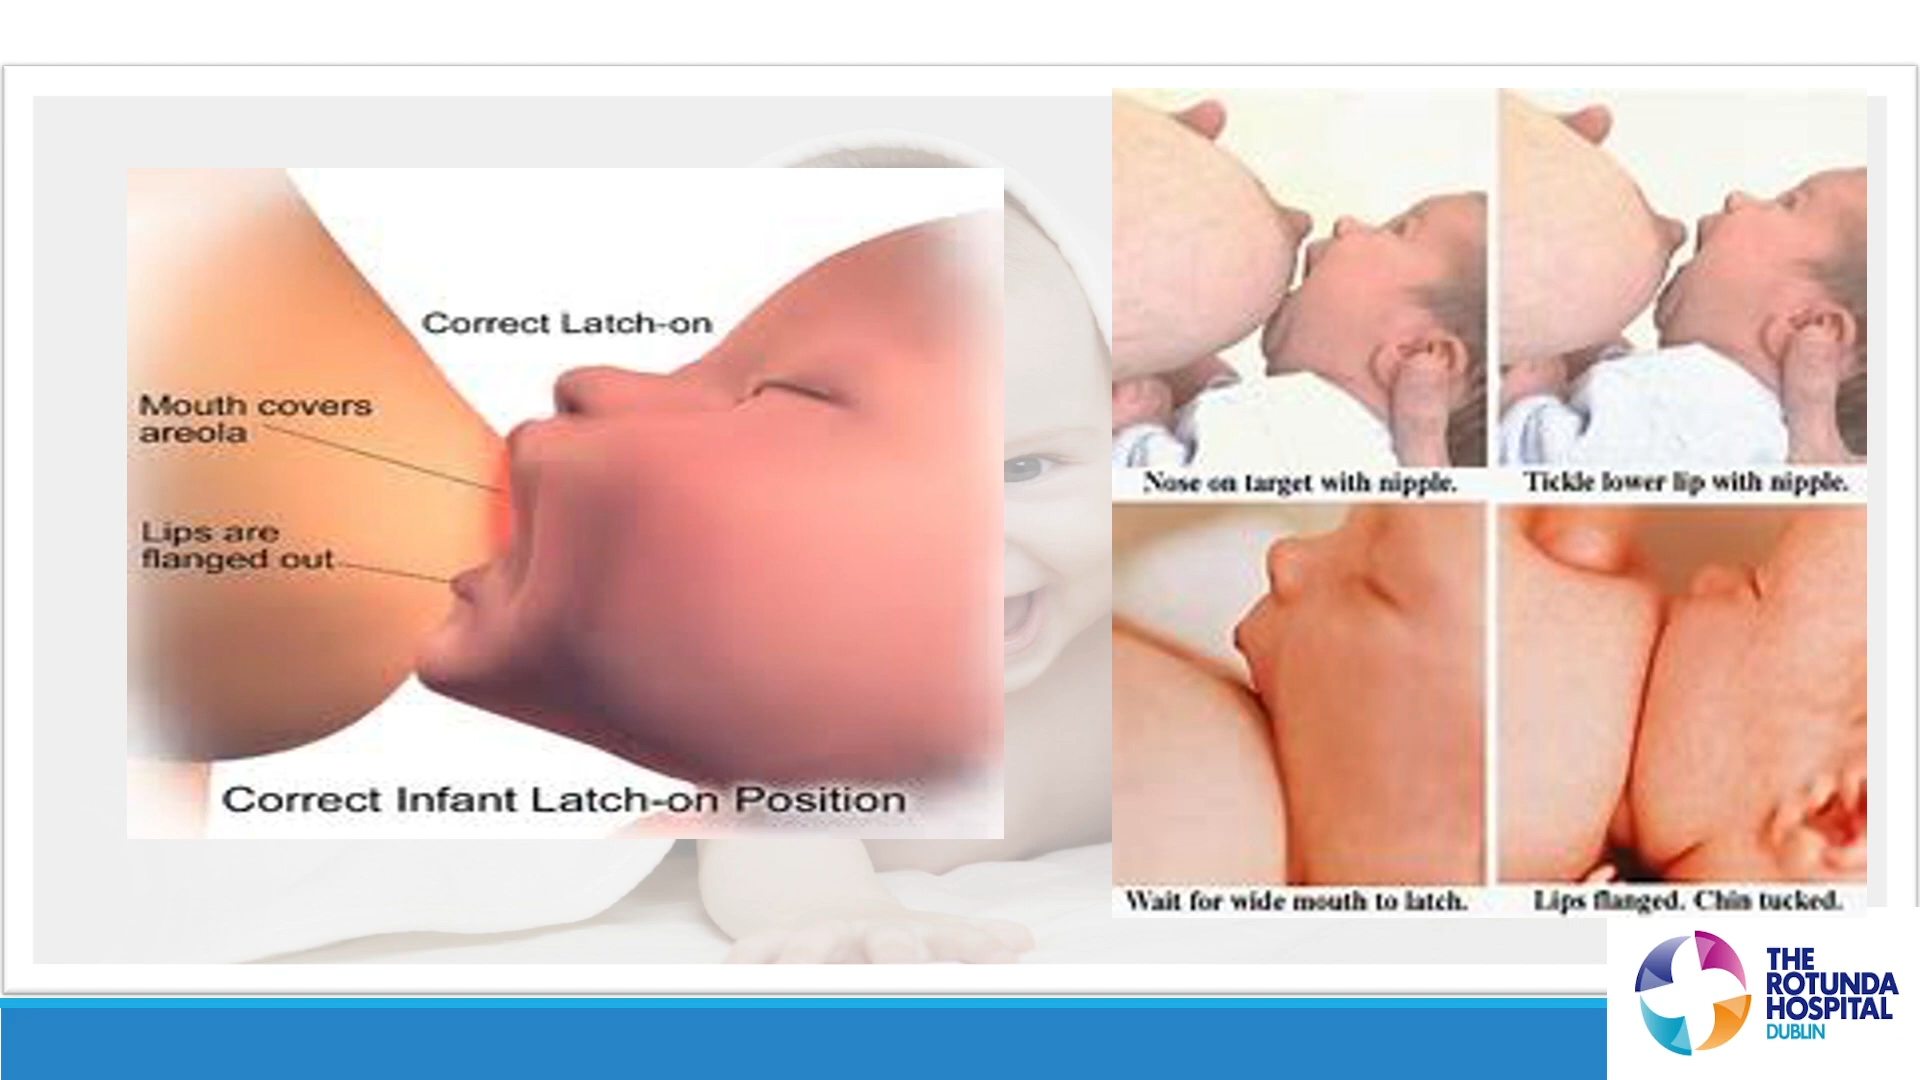 Correct Latch-on
Mouth covers
areola
Lips are
flanged out
Correct Infant Latch-on Position
Nose on target with nipple.
Tickle lower lip with nipple.
Wait for wide mouth to latch.
Lips flanged. Chin tucked.
THE
ROTUNDA
HOSPITAL
DUBLIN